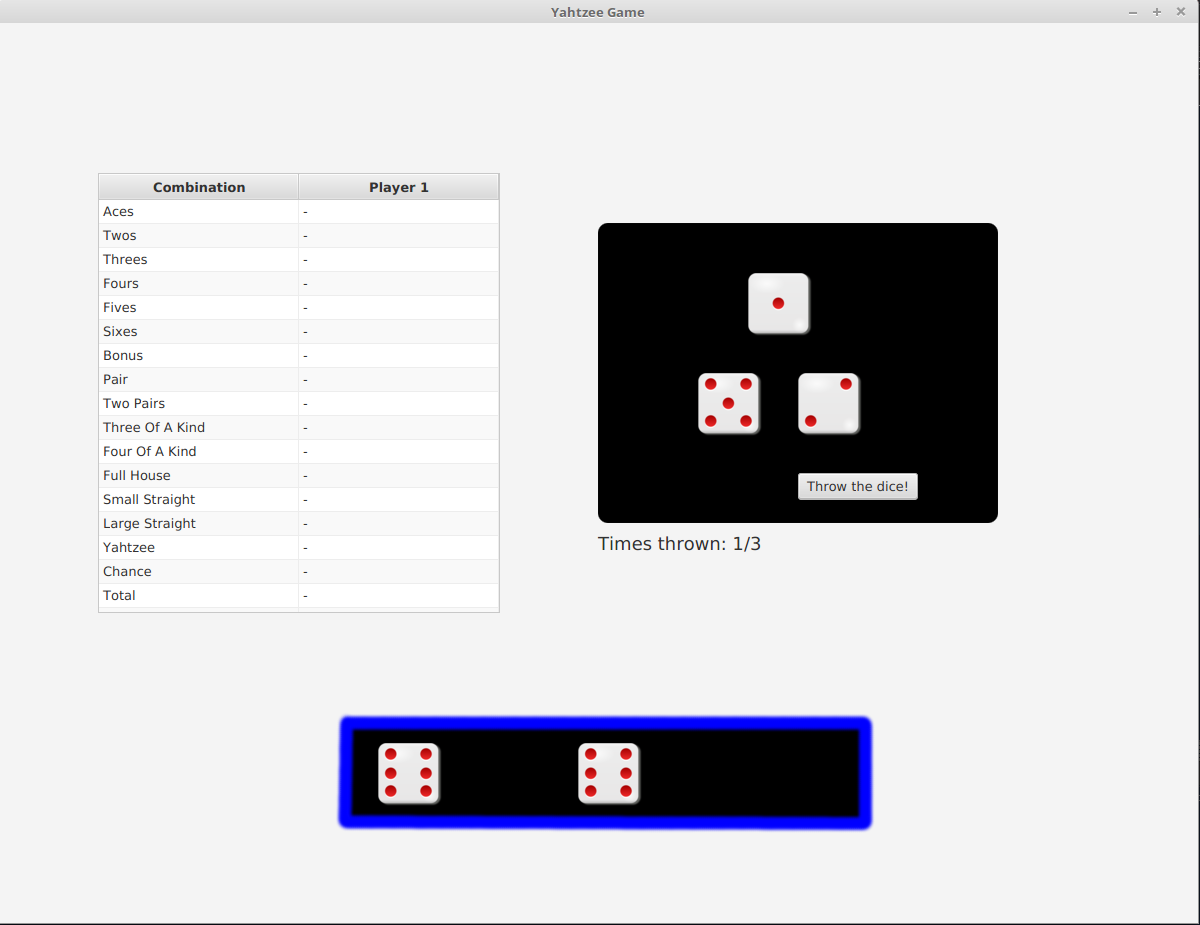 Yahtzee Game
Combination Player 1
Aces -
Twos -
Threes -
Fours -
Fives -
Sixes -
Bonus -
Pair -
Two Pairs -
Three Of A Kind -
Four Of A Kind -
Full House -
Small Straight -
Large Straight -
Yahtzee -
Chance -
Total -
Throw the dice!
Times thrown: 1/3